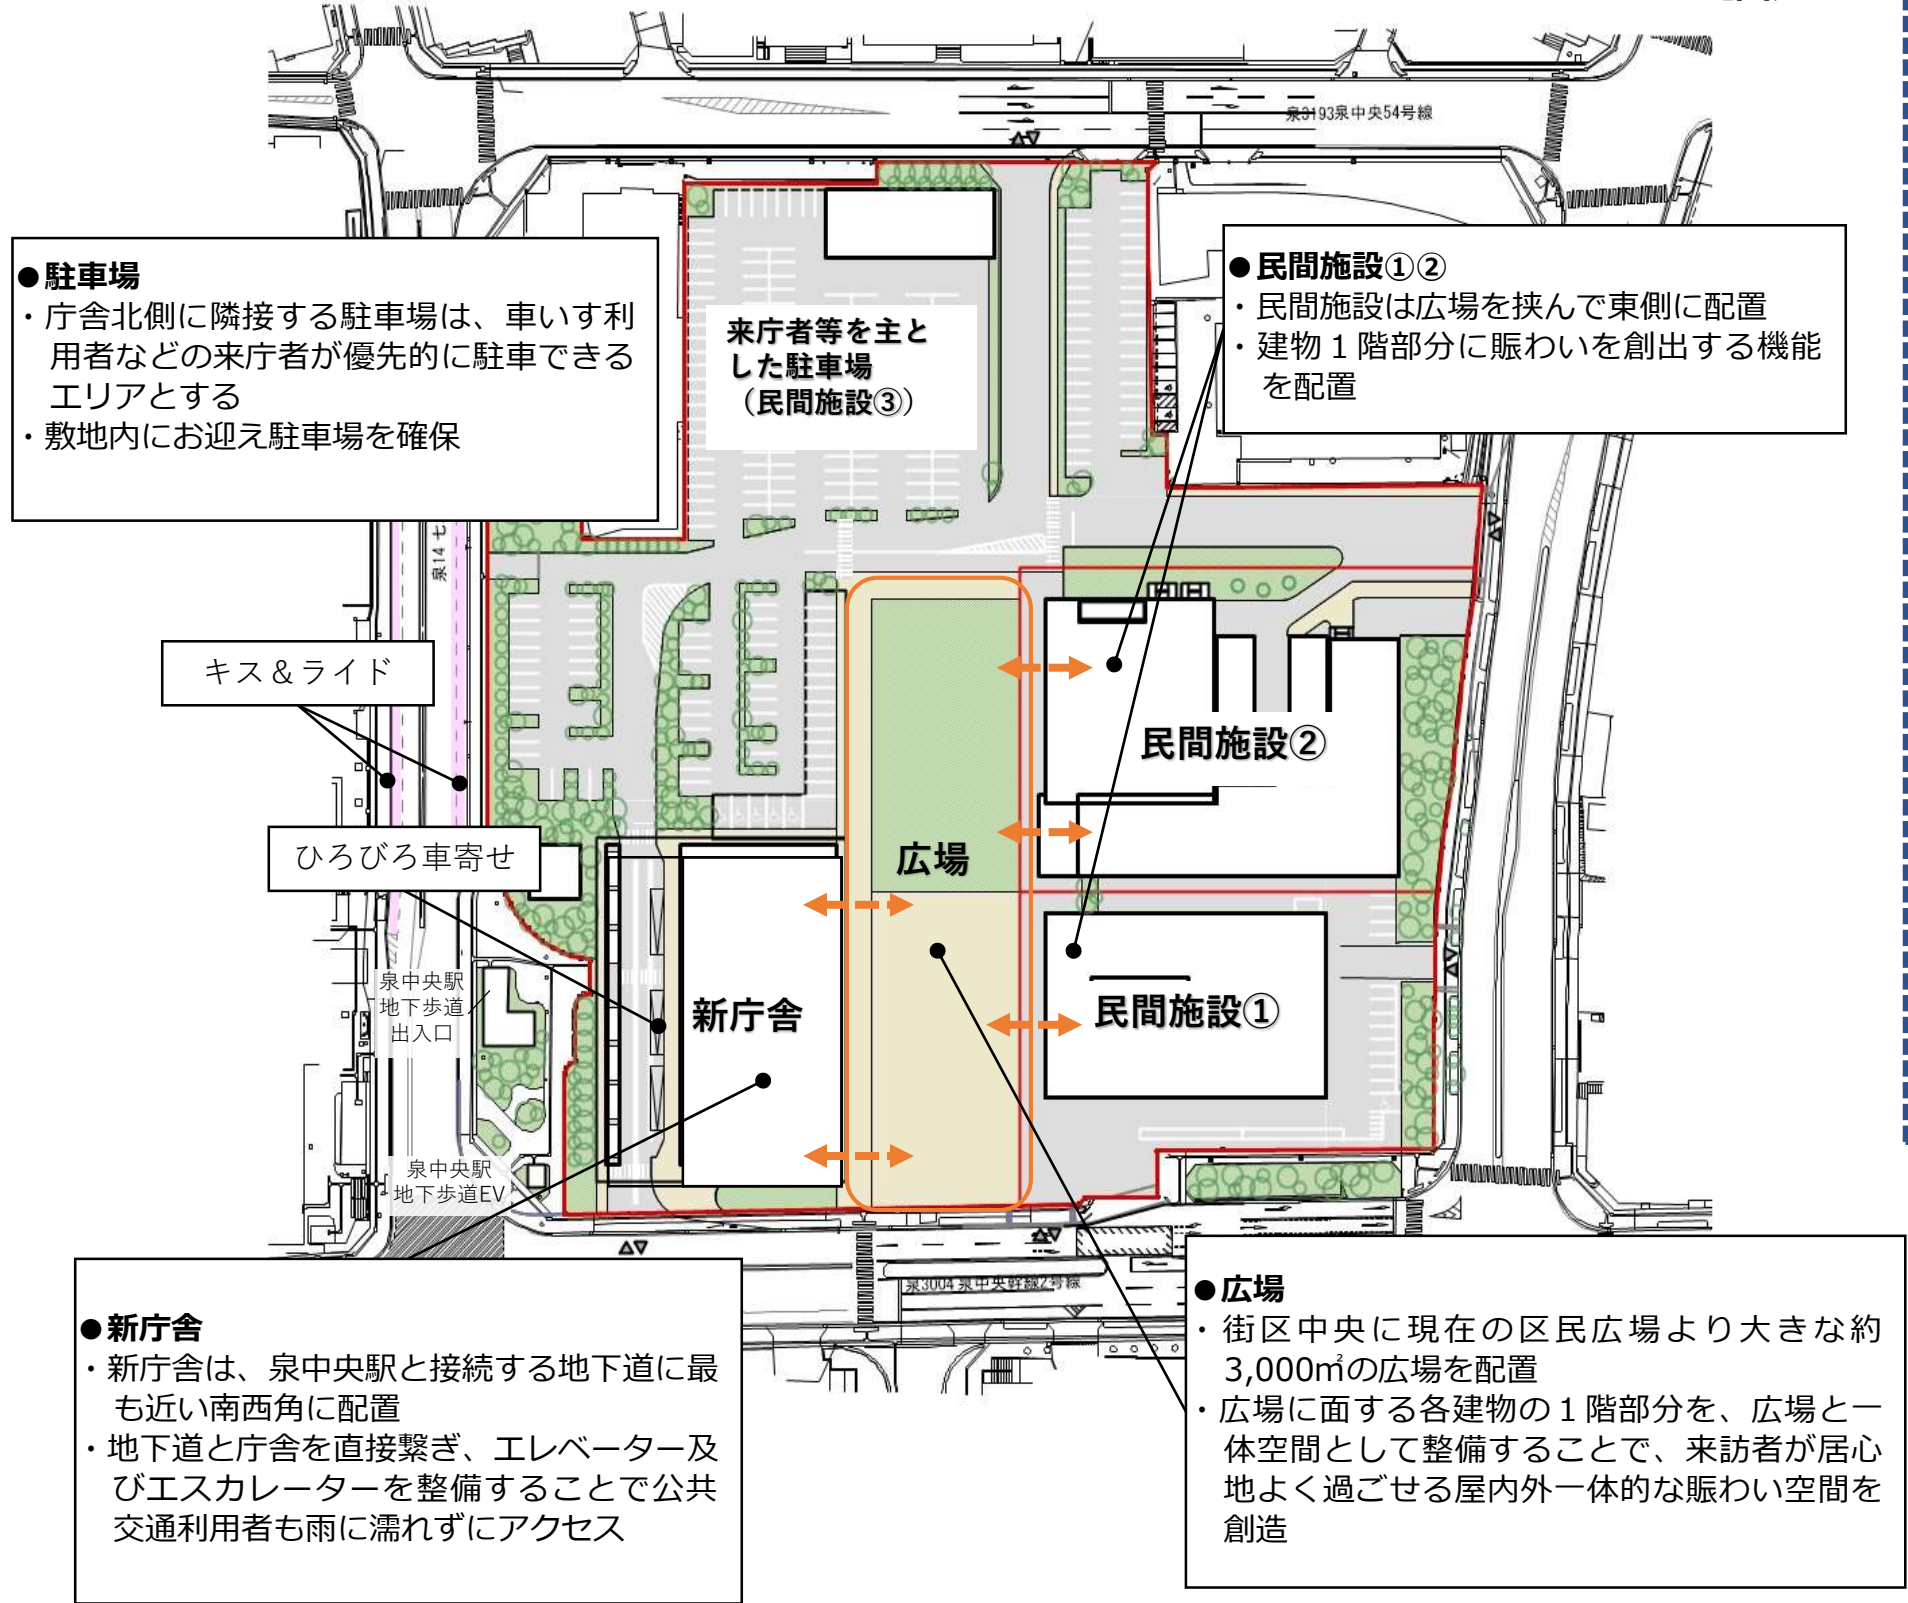 泉3193泉中央54号線
●駐車場
・庁舎北側に隣接する駐車場は、車いす利
用者などの来庁者が優先的に駐車できる
エリアとする
・敷地内にお迎え駐車場を確保
●民間施設①②
・民間施設は広場を挟んで東側に配置
・建物１階部分に賑わいを創出する機能
を配置
来庁者等を主と
した駐車場
（民間施設③）
泉14 七
キス＆ライド
民間施設②
ひろびろ車寄せ
広場
泉中央駅
地下歩道
出入口
新庁舎
民間施設①
泉中央駅
地下歩道EV
泉3004 泉中央幹線2号線
●新庁舎
・新庁舎は、泉中央駅と接続する地下道に最
も近い南西角に配置
・地下道と庁舎を直接繋ぎ、エレベーター及
びエスカレーターを整備することで公共
交通利用者も雨に濡れずにアクセス
●広場
・街区中央に現在の区民広場より大きな約
3,000㎡の広場を配置
・広場に面する各建物の１階部分を、広場と一
体空間として整備することで、来訪者が居心
地よく過ごせる屋内外一体的な賑わい空間を
創造